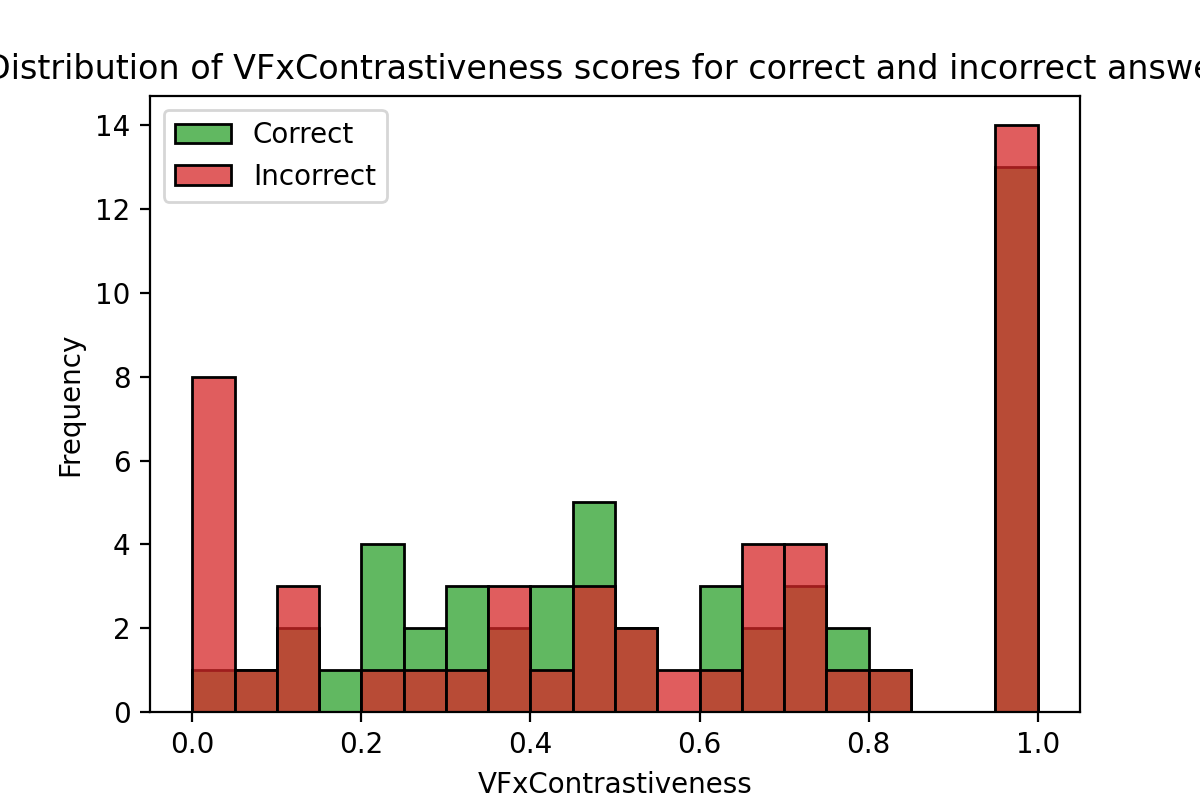 Distribution of VFxContrastiveness scores for correct and incorrect answe
Correct
Incorrect
14
12
10
8
6
4
2
0
Frequency
0.0 0.2 0.4 0.6 0.8 1.0
VFxContrastiveness